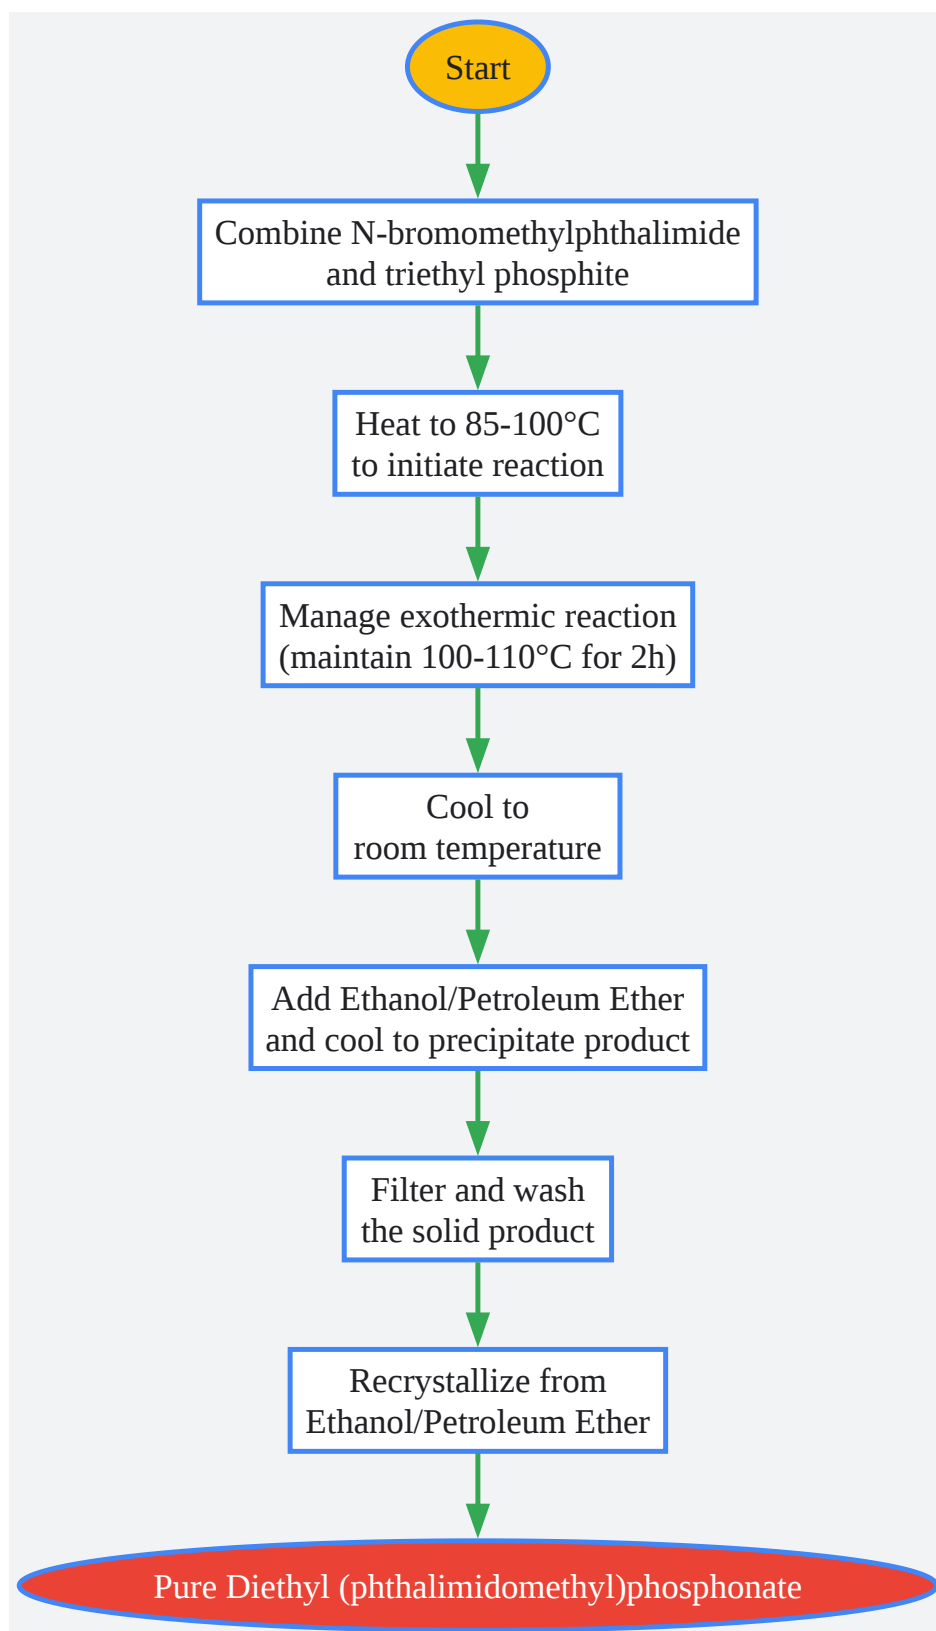 Start
Combine N-bromomethylphthalimide
and triethyl phosphite
Heat to 85-100°C
to initiate reaction
Manage exothermic reaction
(maintain 100-110°C for 2h)
Cool to
room temperature
Add Ethanol/Petroleum Ether
and cool to precipitate product
Filter and wash
the solid product
Recrystallize from
Ethanol/Petroleum Ether
Pure Diethyl (phthalimidomethyl)phosphonate